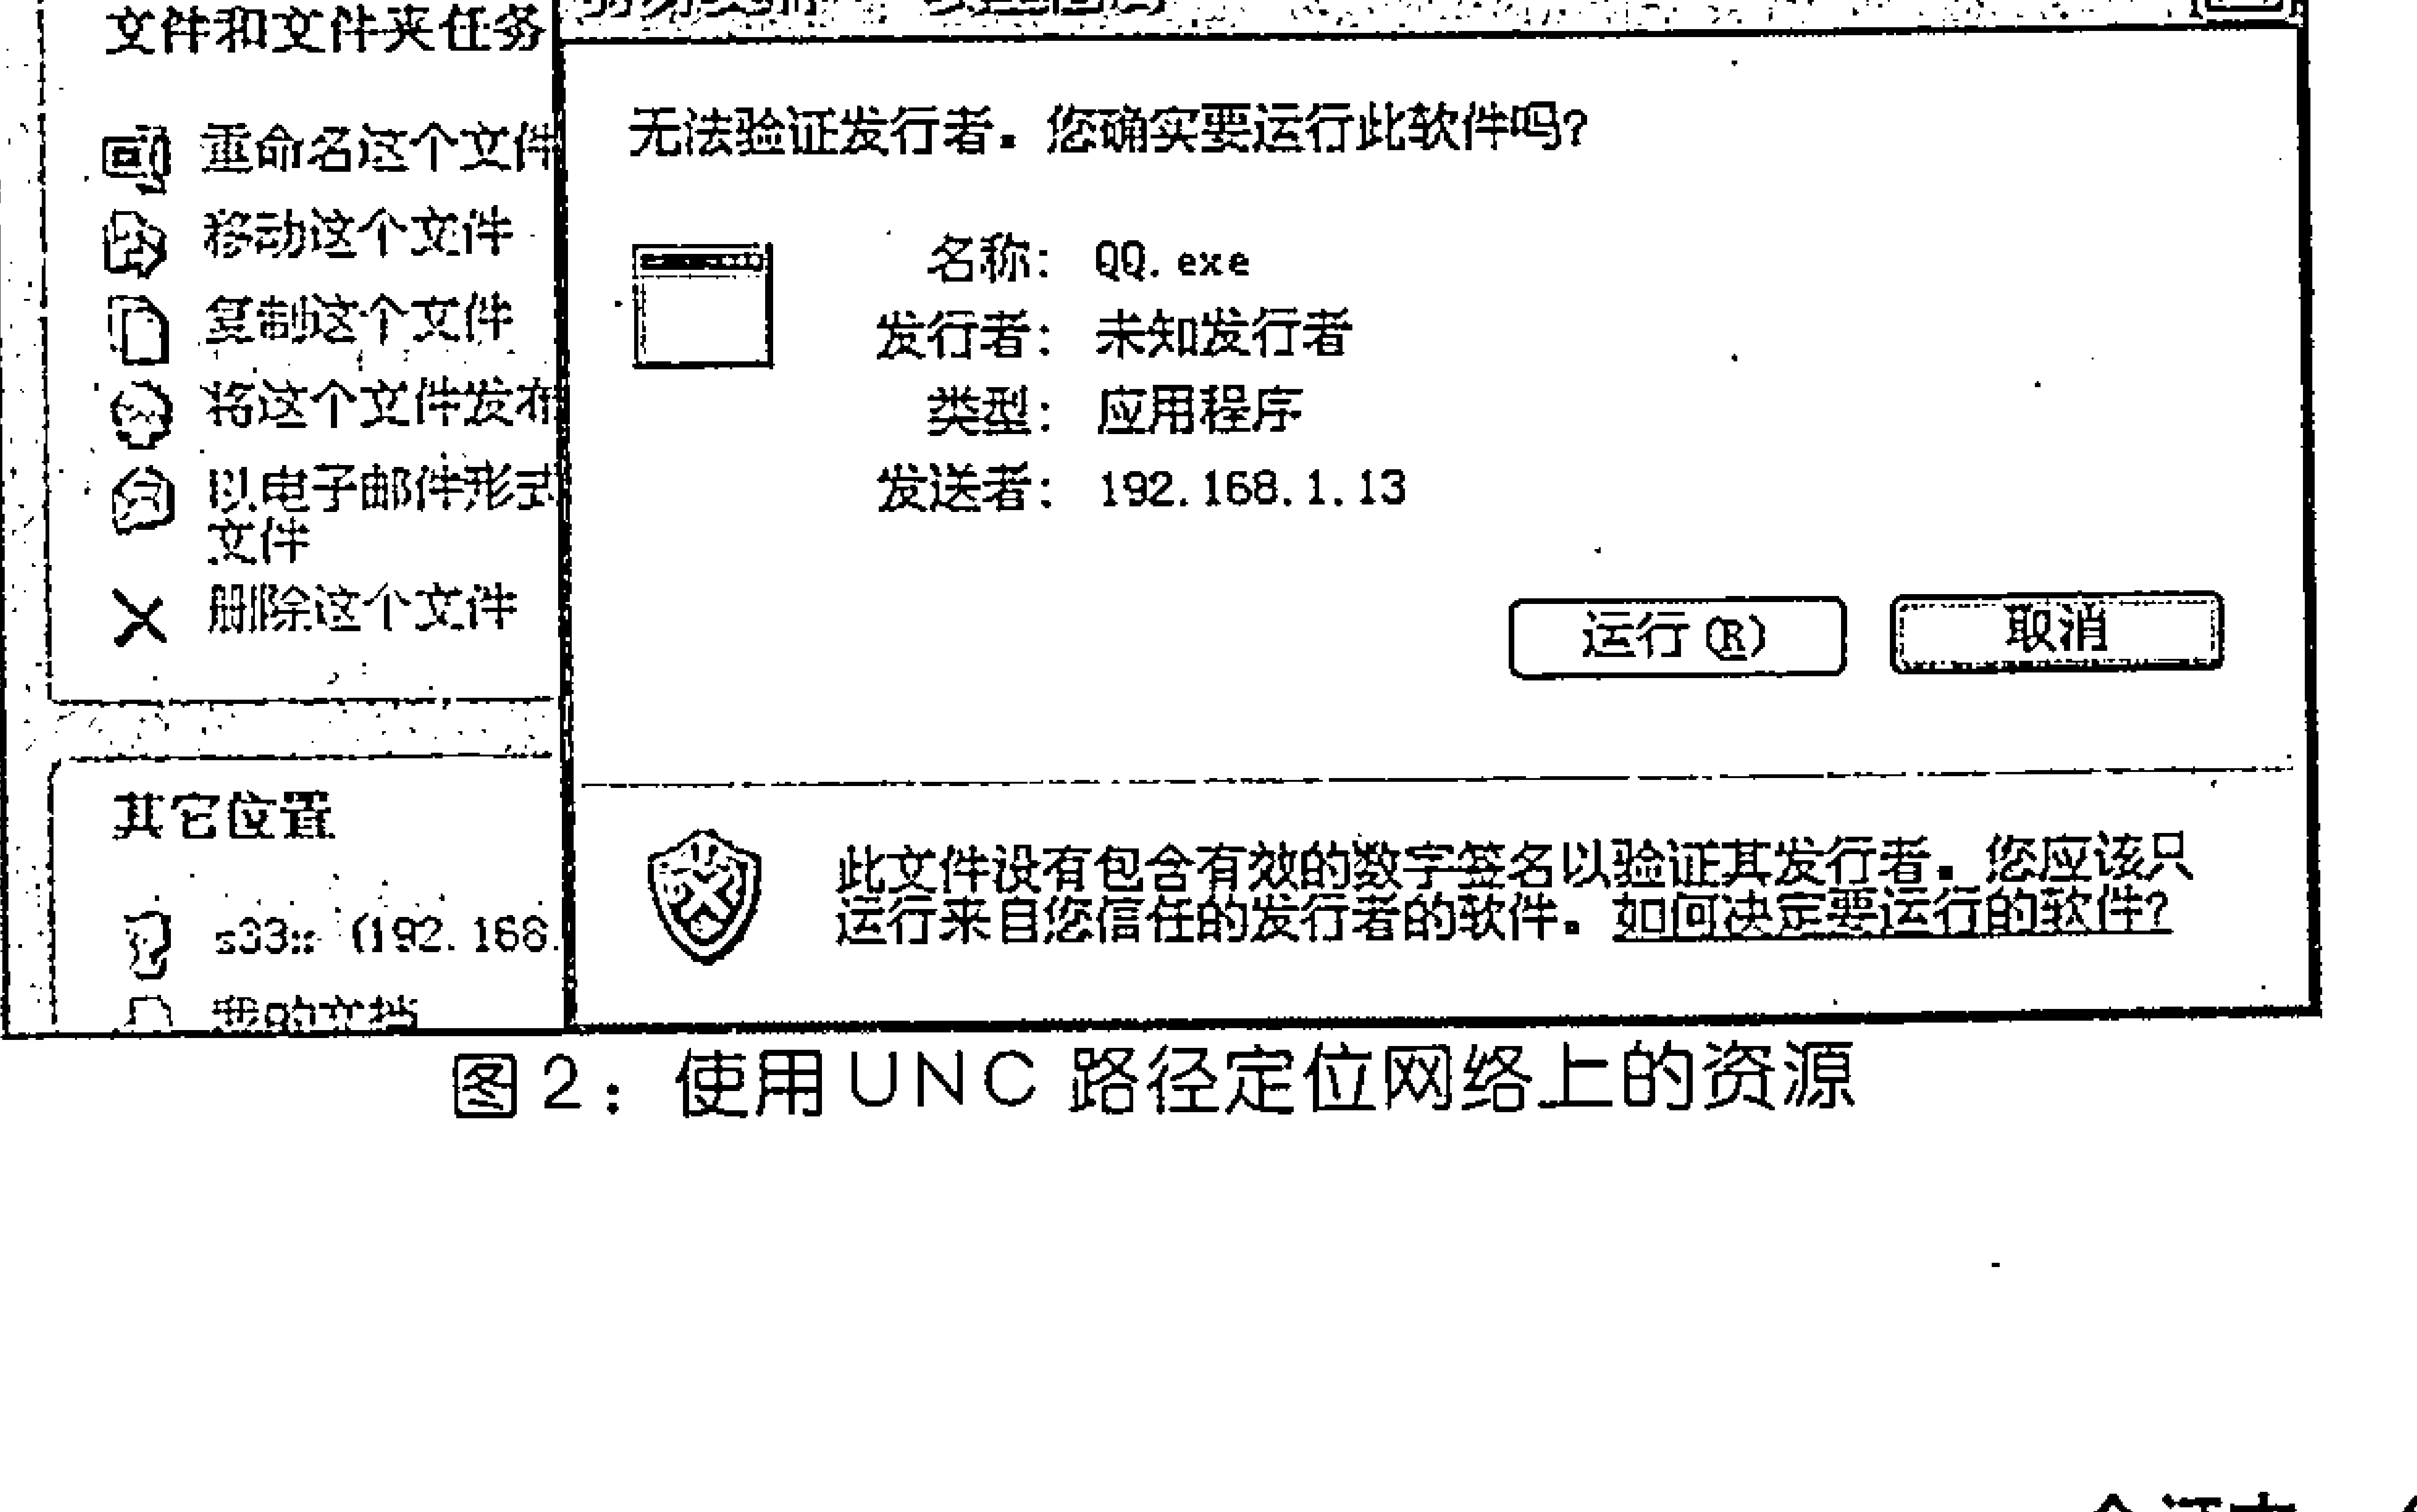 文件和文件夹任务
重命名这个文件
移动这个文件
复制这个文件
将这个文件发布
以电子邮件形式
文件
删除这个文件
其它位置
(192.168.
我的文档
无法验证发行者。您确实要运行此软件吗?
名称: QQ.exe
发行者: 未知发行者
类型: 应用程序
发送者: 192.168.1.13
运行(R)
取消
此文件没有包含有效的数字签名以验证其发行者。您应该只
运行来自您信任的发行者的软件。如何决定要运行的软件?
图2：使用UNC路径定位网络上的资源